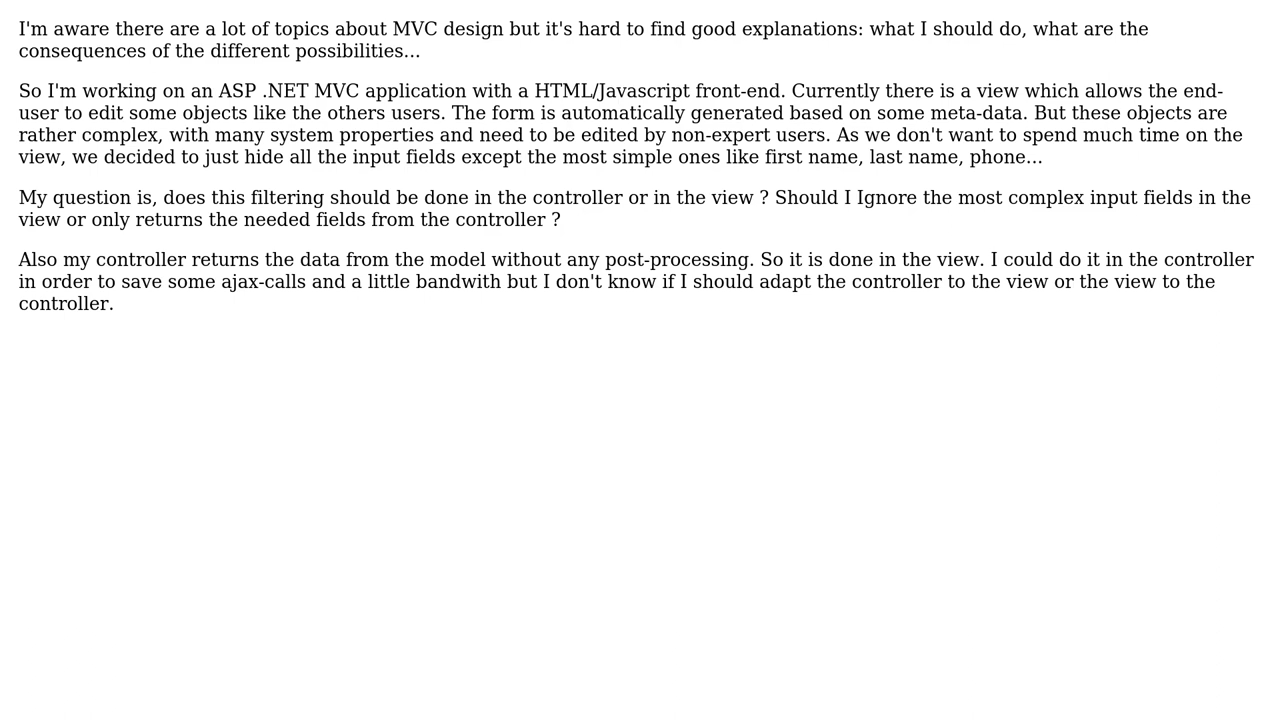 I'm aware there are a lot of topics about MVC design but it's hard to find good explanations: what I should do, what are the
consequences of the different possibilities...
So I'm working on an ASP .NET MVC application with a HTML/Javascript front-end. Currently there is a view which allows the end-
user to edit some objects like the others users. The form is automatically generated based on some meta-data. But these objects are
rather complex, with many system properties and need to be edited by non-expert users. As we don't want to spend much time on the
view, we decided to just hide all the input fields except the most simple ones like first name, last name, phone...
My question is, does this filtering should be done in the controller or in the view ? Should I Ignore the most complex input fields in the
view or only returns the needed fields from the controller ?
Also my controller returns the data from the model without any post-processing. So it is done in the view. I could do it in the controller
in order to save some ajax-calls and a little bandwith but I don't know if I should adapt the controller to the view or the view to the
controller.